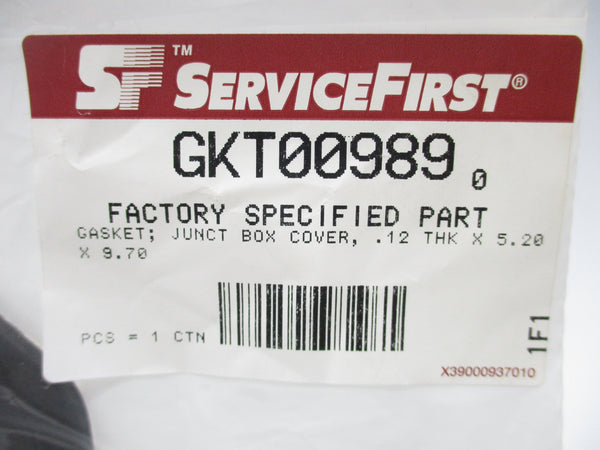 SF™ SERVICEFIRST®
GKT00989 0
FACTORY SPECIFIED PART
GASKET; JUNCT BOX COVER, .12 THK X 5.20
X 9.70
PCS = 1 CTN
1F1
X39000937010